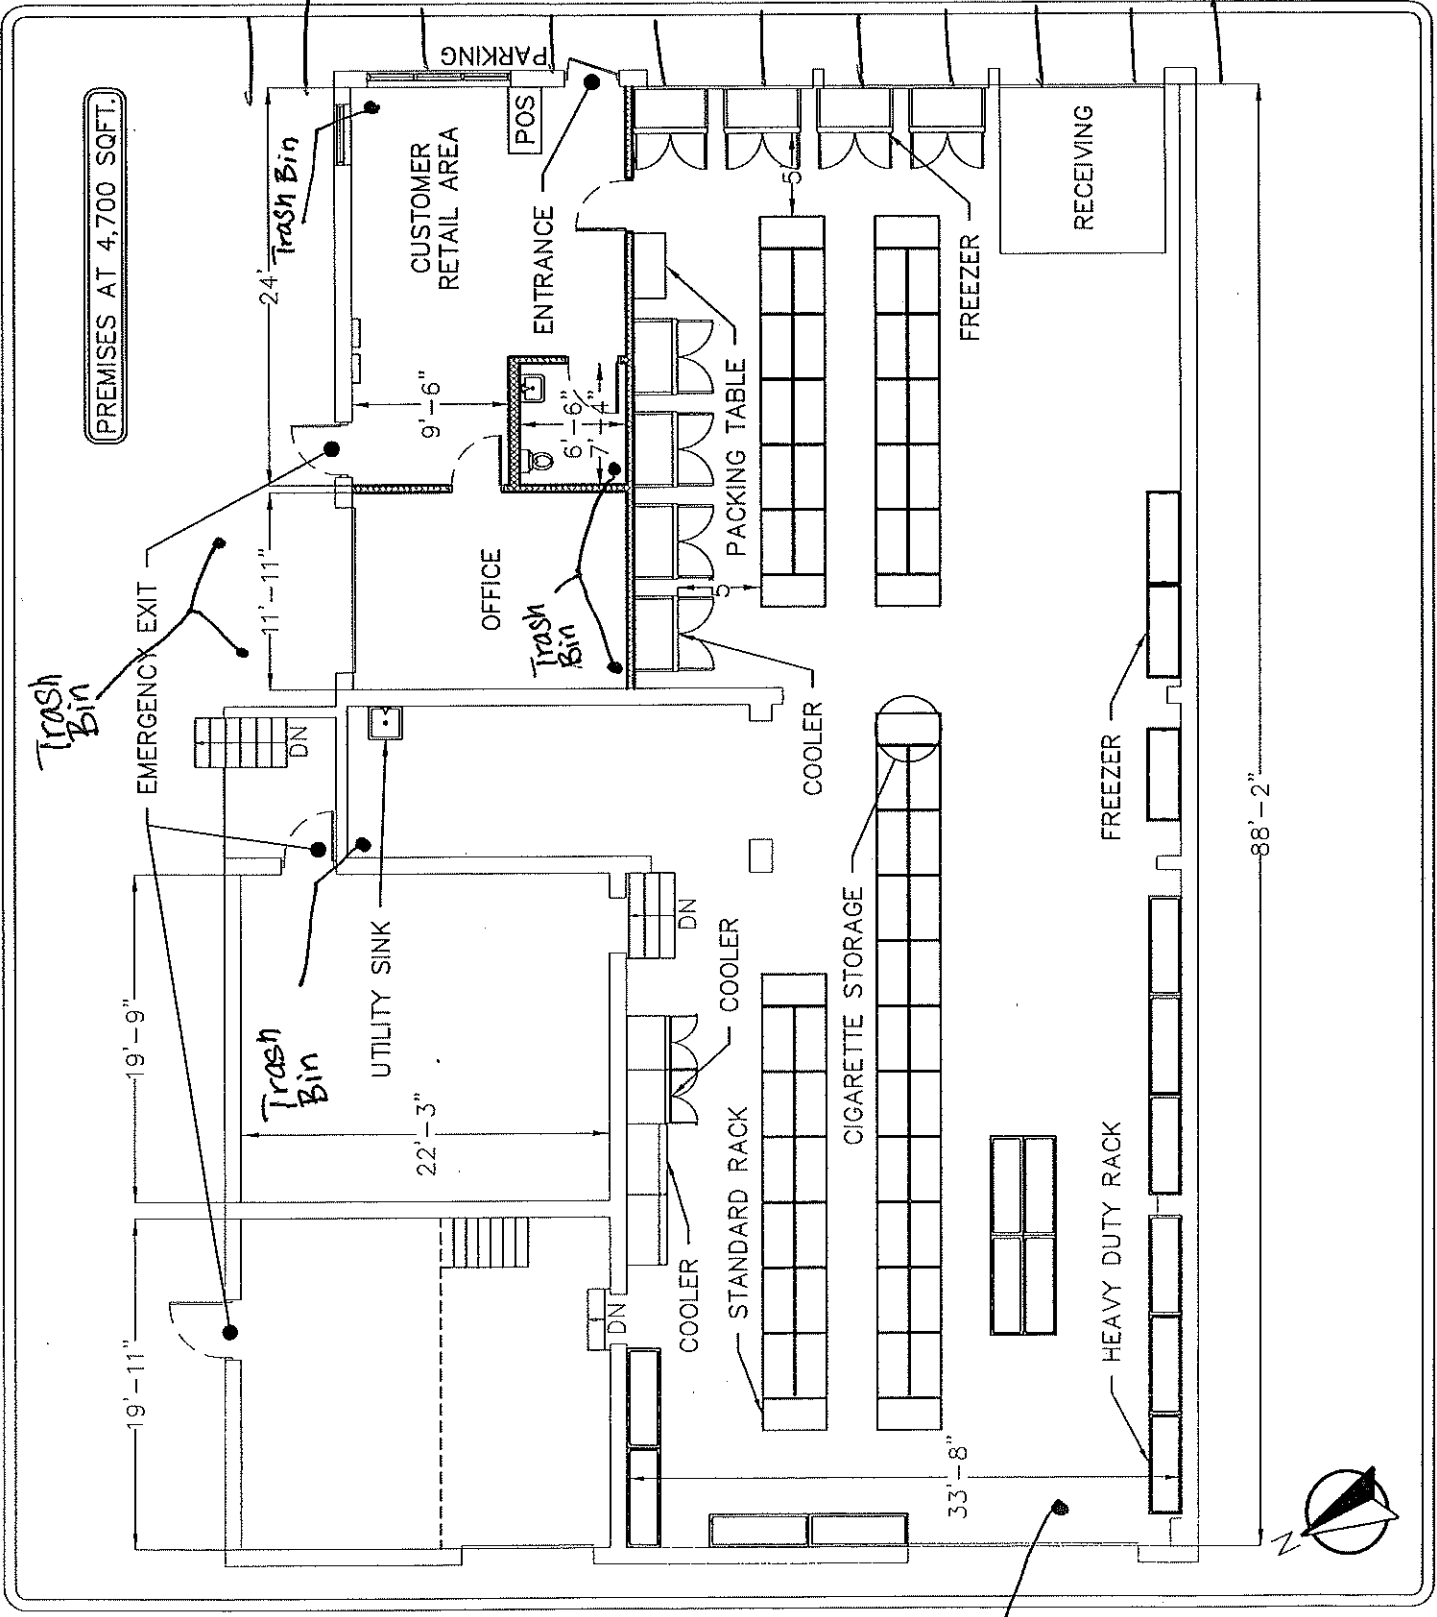 PREMISES AT 4,700 SQFT.
PARKING
24'
Trash Bin
CUSTOMER
RETAIL AREA
POS
ENTRANCE
RECEIVING
5
FREEZER
9'-6"
6'-6"
7'-4"
PACKING TABLE
EMERGENCY EXIT
11'-11"
OFFICE
Trash
Bin
5
Trash
Bin
DN
COOLER
FREEZER
88'-2"
UTILITY SINK
Trash
Bin
19'-9"
22'-3"
DN
COOLER
CIGARETTE STORAGE
COOLER
STANDARD RACK
HEAVY DUTY RACK
19'-11"
DN
33'-8"
N